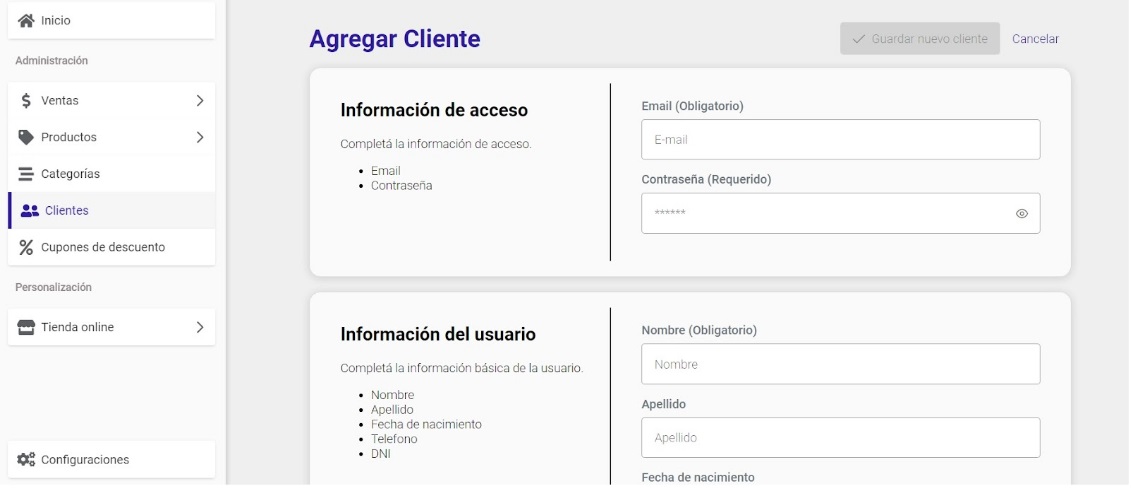 Inicio
Administración
Ventas
Productos
Categorías
Clientes
Cupones de descuento
Personalización
Tienda online
Configuraciones
Agregar Cliente
Guardar nuevo cliente
Cancelar
Información de acceso
Completá la información de acceso.
Email
Contraseña
Email (Obligatorio)
E-mail
Contraseña (Requerido)
******
Información del usuario
Completá la información básica de la usuario.
Nombre
Apellido
Fecha de nacimiento
Telefono
DNI
Nombre (Obligatorio)
Nombre
Apellido
Apellido
Fecha de nacimiento